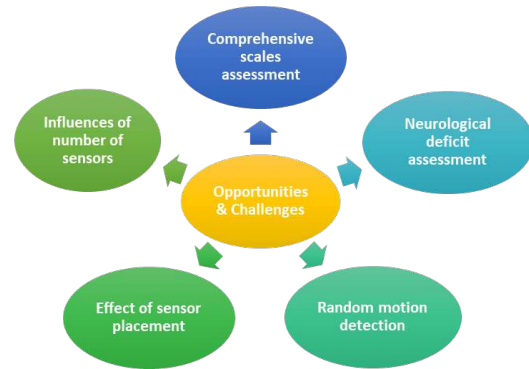 Comprehensive
scales
assessment
Influences of
number of
sensors
Neurological
deficit
assessment
Opportunities
& Challenges
Effect of sensor
placement
Random motion
detection